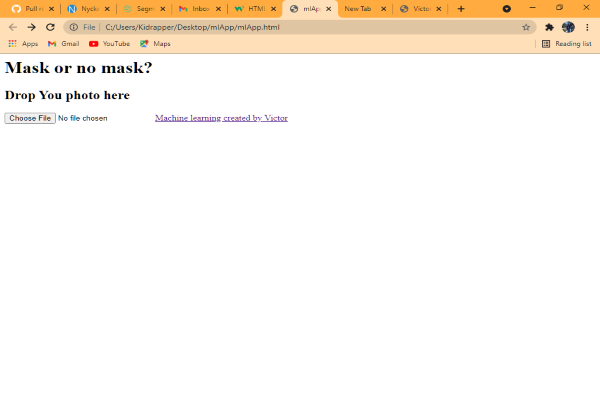 Pull r
Nycke
Segm
Inbox
HTML
mlApp
New Tab
Victor
File | C:/Users/Kidrapper/Desktop/mlApp/mlApp.html
Apps Gmail YouTube Maps Reading list
Mask or no mask?
Drop You photo here
Choose File No file chosen Machine learning created by Victor